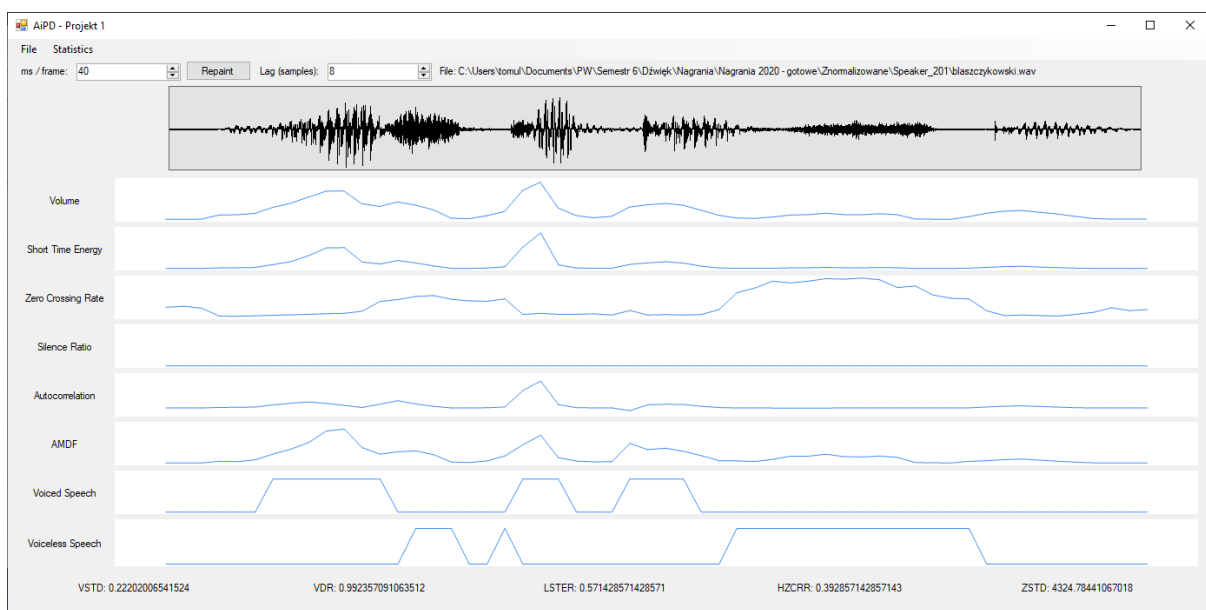 AiPD - Projekt 1
File Statistics
ms / frame: 40 Repaint Lag (samples): 8 File: C:\Users\tomul\Documents\PW\Semestr 6\Dźwięk\Nagrania\Nagrania 2020 - gotowe\Znormalizowane\Speaker_201\blaszczykowski.wav
Volume
Short Time Energy
Zero Crossing Rate
Silence Ratio
Autocorrelation
AMDF
Voiced Speech
Voiceless Speech
VSTD: 0.22202006541524 VDR: 0.992357091063512 LSTER: 0.571428571428571 HZCRR: 0.392857142857143 ZSTD: 4324.78441067018